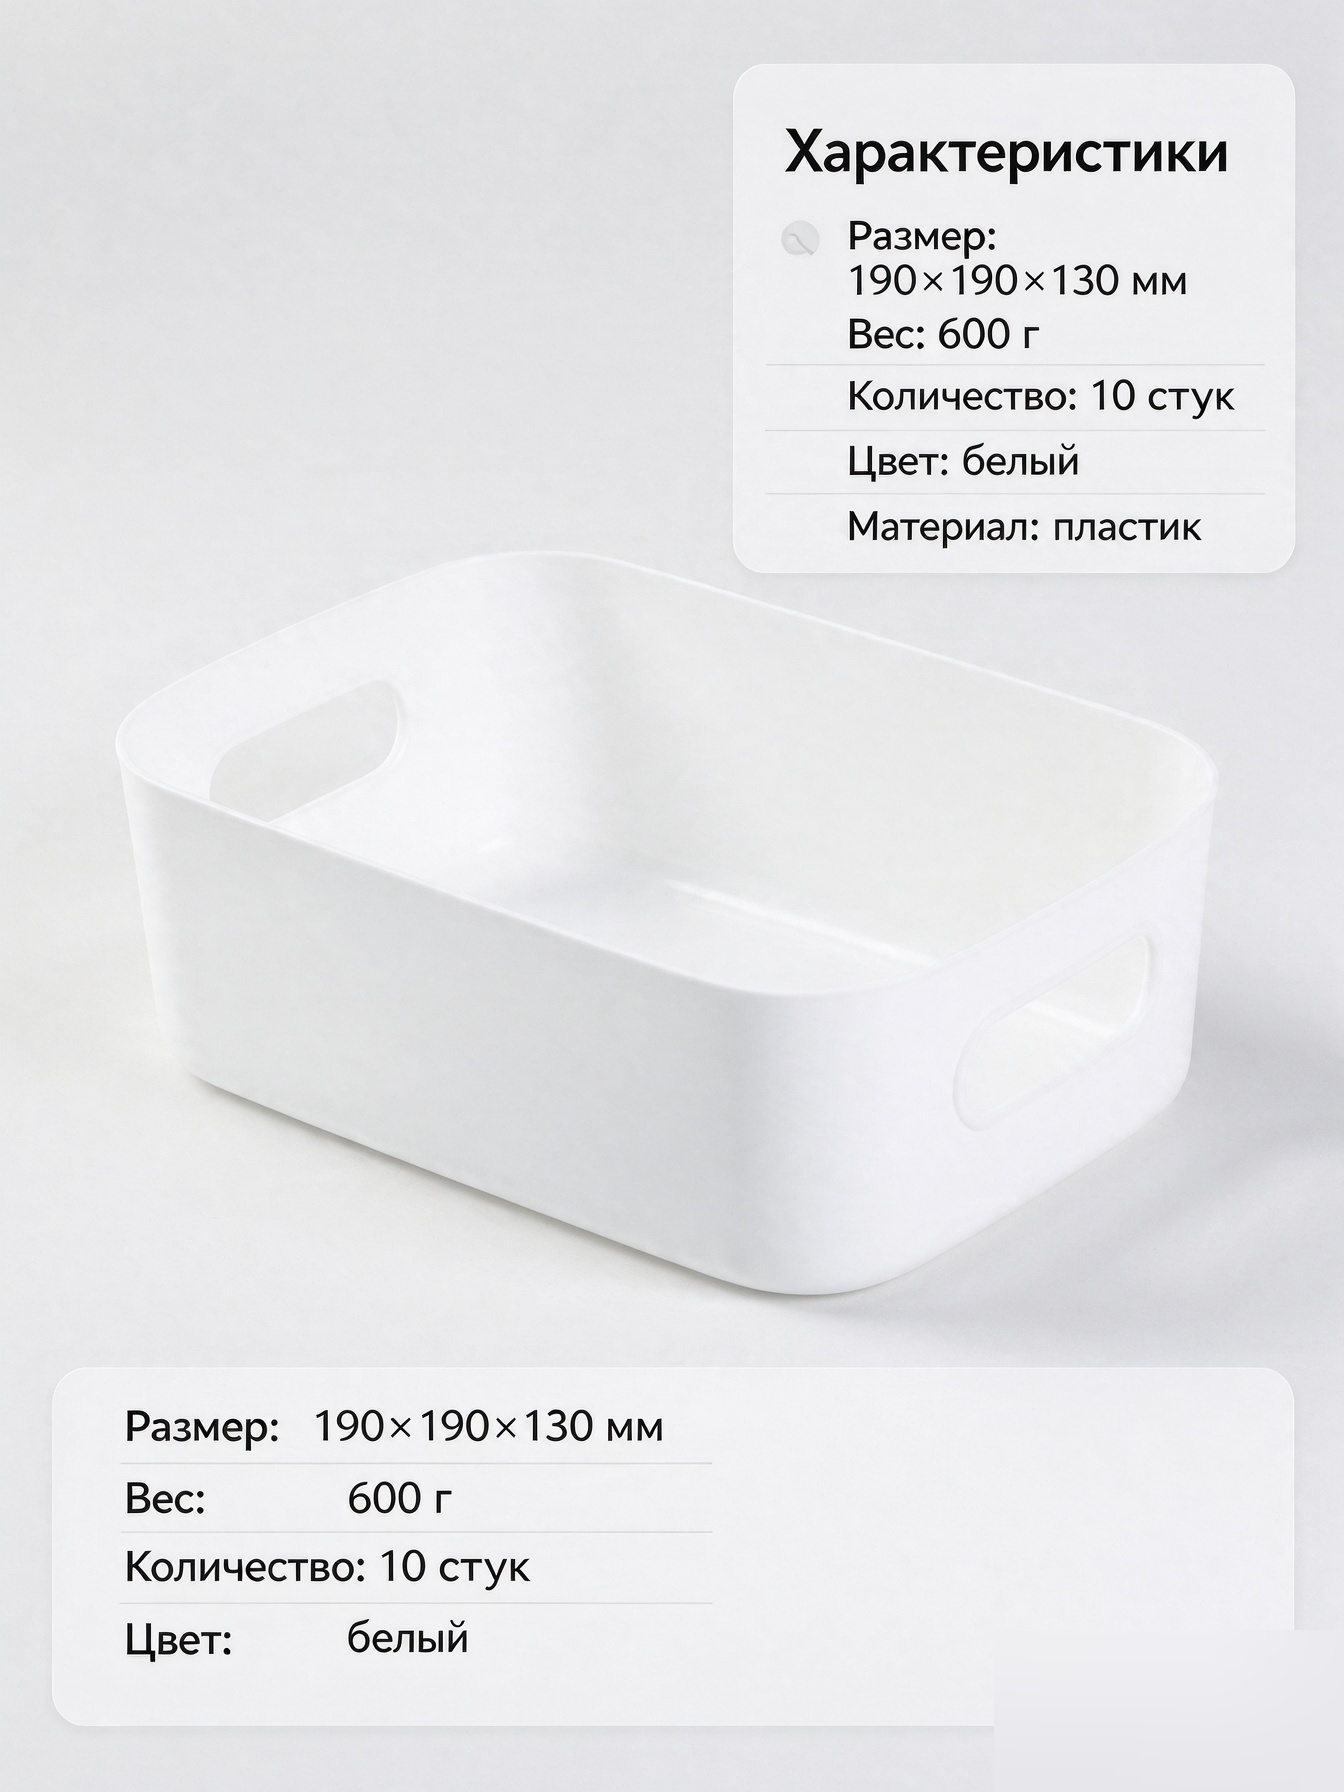 Характеристики
Размер:
190×190×130 мм
Вес: 600 г
Количество: 10 стук
Цвет: белый
Материал: пластик
Размер: 190×190×130 мм
Вес: 600 г
Количество: 10 стук
Цвет: белый